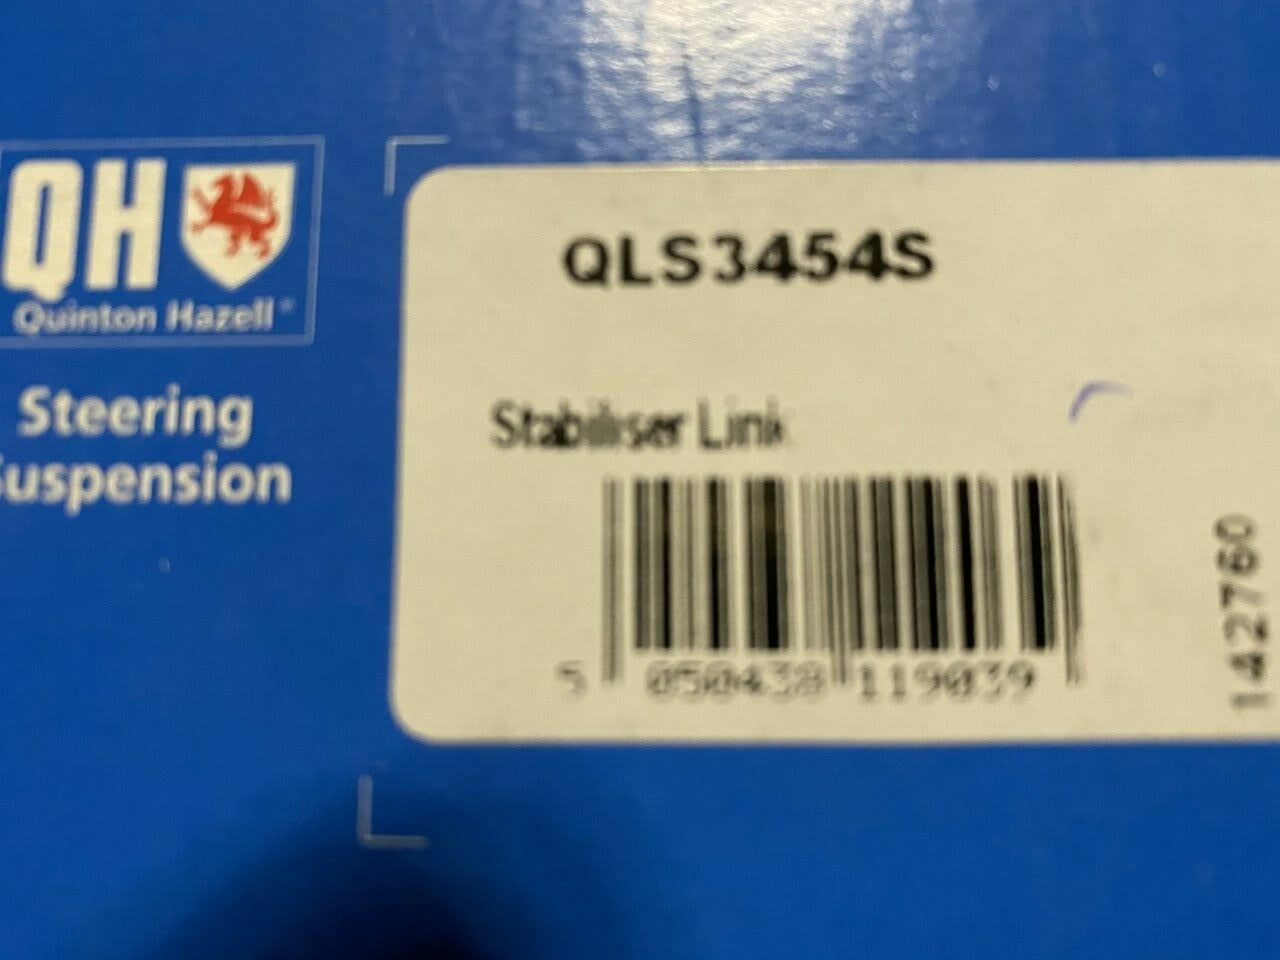 QH
Quinton Hazell
Steering
Suspension
QLS3454S
Stabiliser Link
5 050438 119039
142760